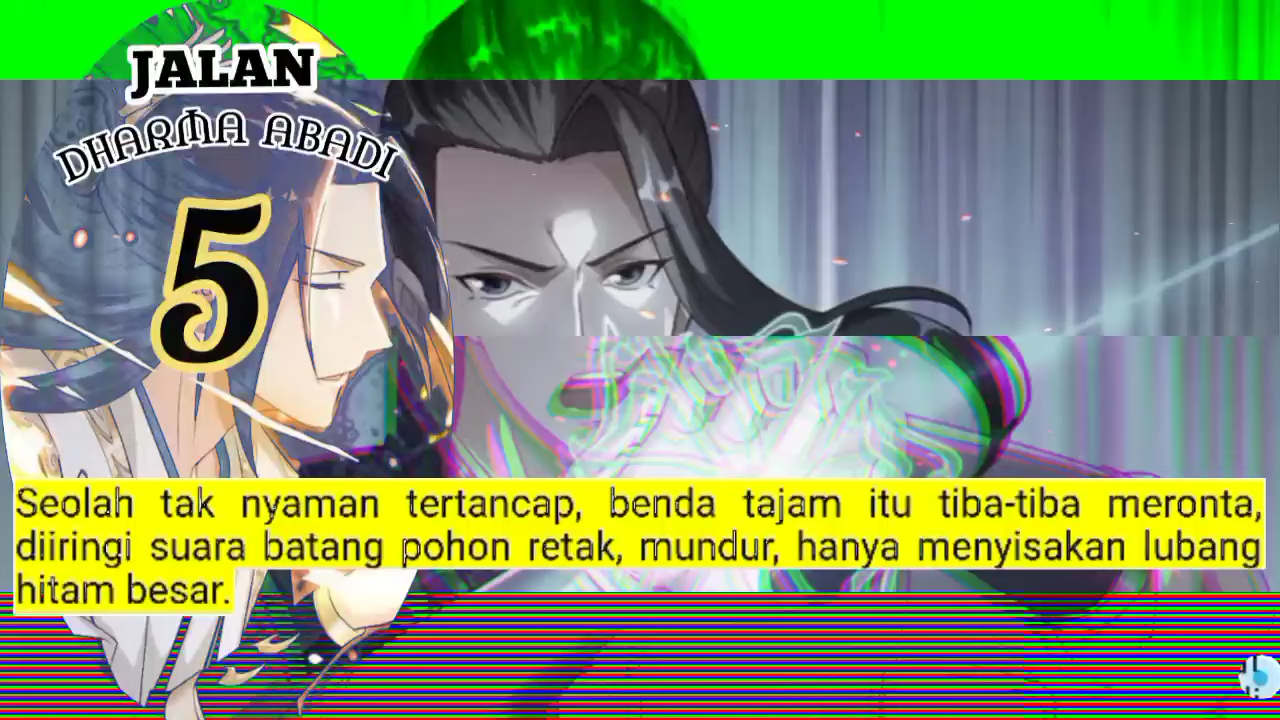 JALAN
DHARMA ABADI
5
Seolah tak nyaman tertancap, benda tajam itu tiba-tiba meronta,
diiringi suara batang pohon retak, mundur, hanya menyisakan lubang
hitam besar.